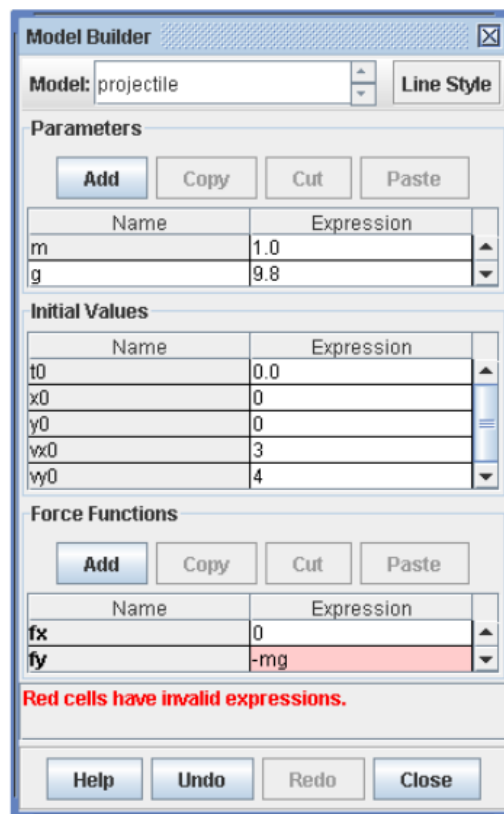 Model Builder
Model: projectile Line Style
Parameters
Add Copy Cut Paste
Name Expression
m 1.0
g 9.8
Initial Values
Name Expression
t0 0.0
x0 0
y0 0
vx0 3
vy0 4
Force Functions
Add Copy Cut Paste
Name Expression
fx 0
fy -mg
Red cells have invalid expressions.
Help Undo Redo Close